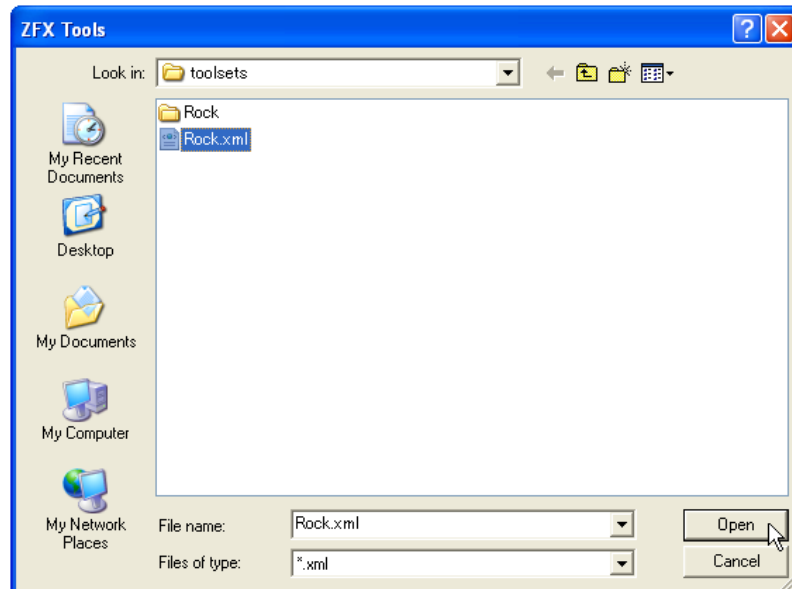 ZFX Tools
Look in: toolsets
Rock
Rock.xml
My Recent
Documents
Desktop
My Documents
My Computer
My Network
Places
File name: Rock.xml Open
Files of type: *.xml Cancel